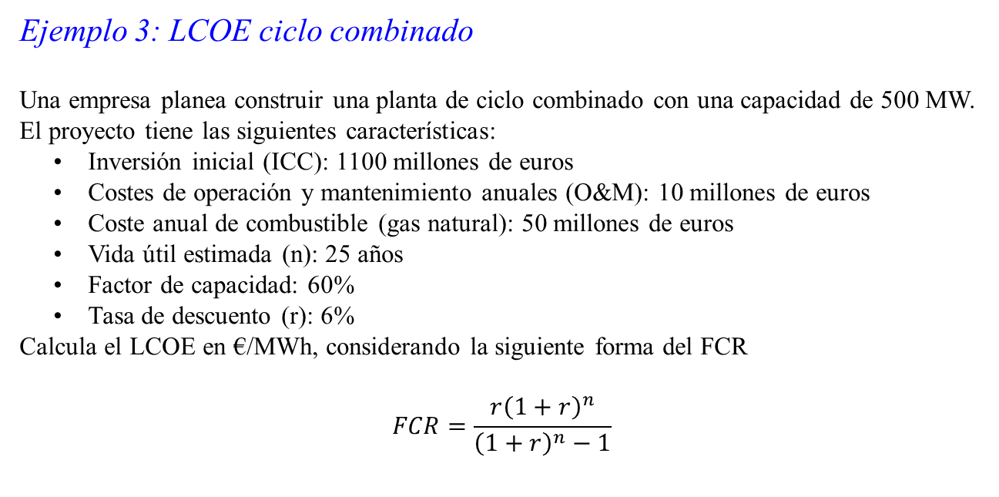 Ejemplo 3: LCOE ciclo combinado
Una empresa planea construir una planta de ciclo combinado con una capacidad de 500 MW.
El proyecto tiene las siguientes características:
• Inversión inicial (ICC): 1100 millones de euros
• Costes de operación y mantenimiento anuales (O&M): 10 millones de euros
• Coste anual de combustible (gas natural): 50 millones de euros
• Vida útil estimada (n): 25 años
• Factor de capacidad: 60%
• Tasa de descuento (r): 6%
Calcula el LCOE en €/MWh, considerando la siguiente forma del FCR
FCR = r(1 + r)^n / ((1 + r)^n − 1)